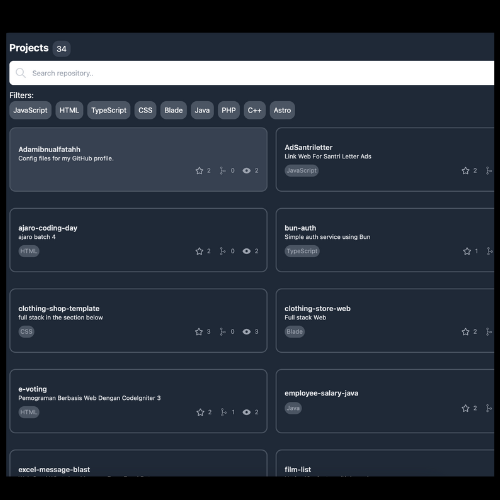 Projects 34
Search repository..
Filters:
JavaScript HTML TypeScript CSS Blade Java PHP C++ Astro
Adamibnualfatahh
Config files for my GitHub profile.
2 0 2
AdSantriletter
Link Web For Santri Letter Ads
JavaScript 2
ajaro-coding-day
ajaro batch 4
HTML 2 0 2
bun-auth
Simple auth service using Bun
TypeScript 1
clothing-shop-template
full stack in the section below
CSS 3 0 3
clothing-store-web
Full stack Web
Blade 2
e-voting
Pemograman Berbasis Web Dengan CodeIgniter 3
HTML 2 1 2
employee-salary-java
Java 2
excel-message-blast
film-list